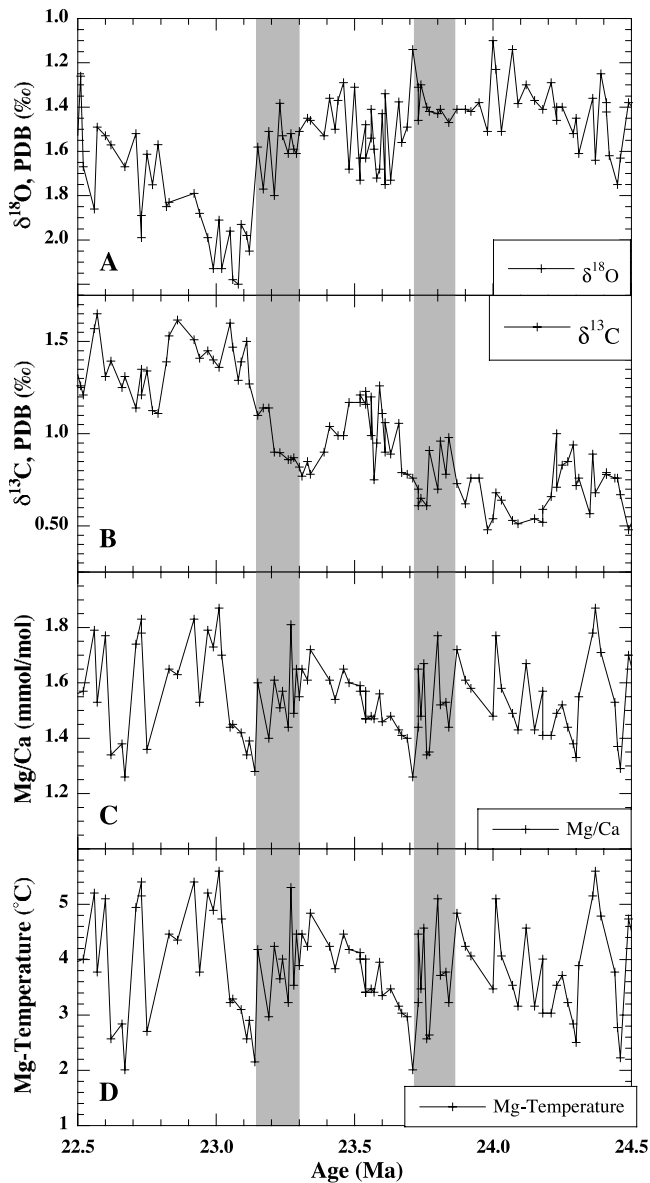 1.0
1.2
1.4
1.6
1.8
2.0
δ¹⁸O, PDB (‰)
A
δ¹⁸O
1.5
1.0
0.50
δ¹³C, PDB (‰)
B
δ¹³C
1.8
1.6
1.4
1.2
Mg/Ca (mmol/mol)
C
Mg/Ca
5
4
3
2
1
Mg-Temperature (°C)
D
Mg-Temperature
22.5 23.0 23.5 24.0 24.5
Age (Ma)